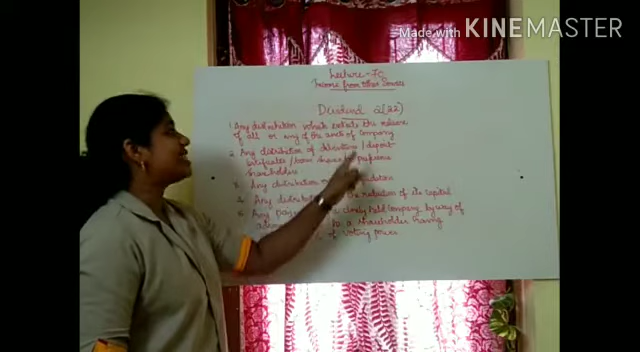 Made with KINEMASTER
Lecture - 7C
Income from Other Sources
Dividend 2(22)
1. Any distribution which entails the release
of all or any of the assets of company
2. Any distribution of debentures / deposit
certificates / bonus shares to preference
shareholders
3. Any distribution on
4. Any the reduction of its capital
5. Any a closely held company by way of
to a shareholder having
of voting power